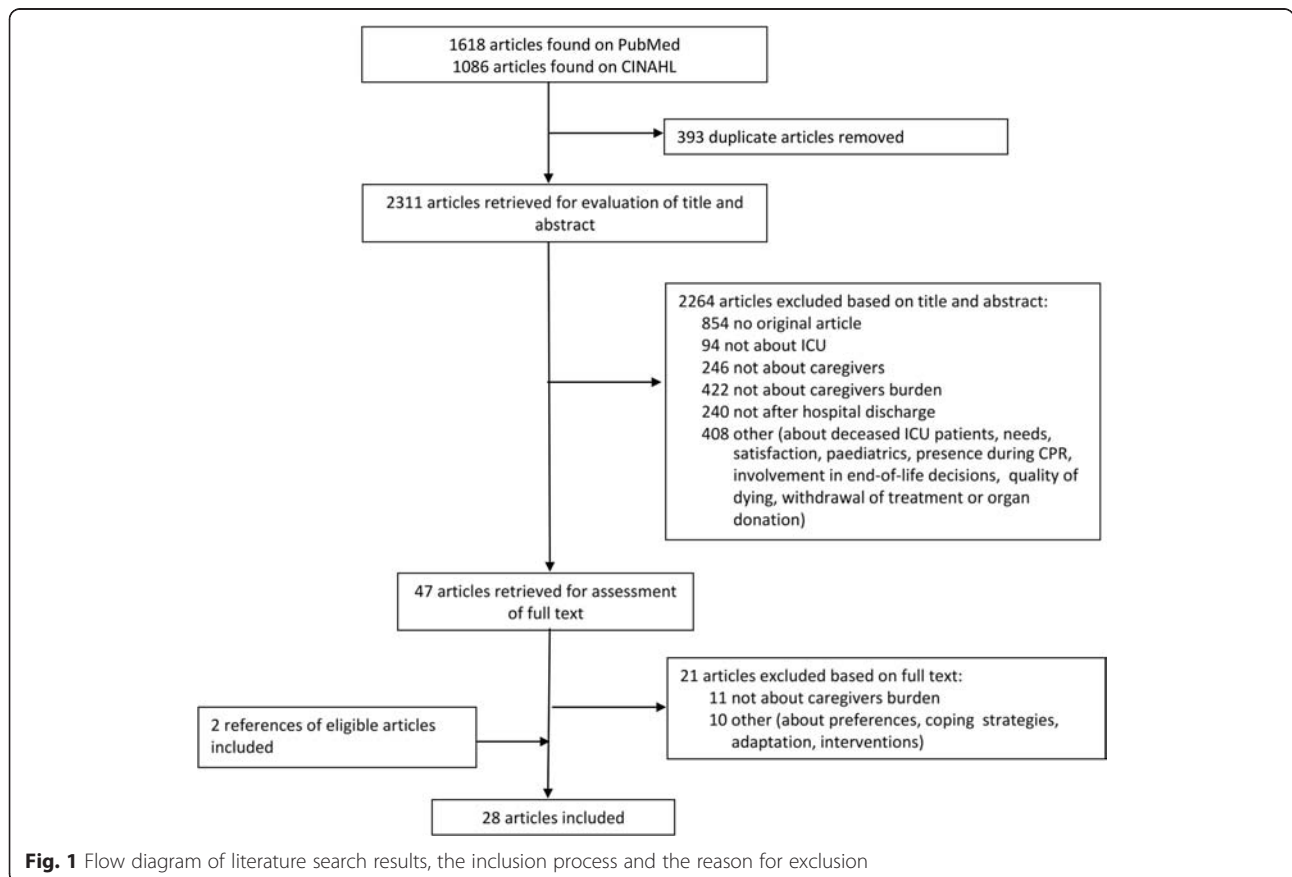 1618 articles found on PubMed
1086 articles found on CINAHL
393 duplicate articles removed
2311 articles retrieved for evaluation of title and
abstract
2264 articles excluded based on title and abstract:
854 no original article
94 not about ICU
246 not about caregivers
422 not about caregivers burden
240 not after hospital discharge
408 other (about deceased ICU patients, needs,
satisfaction, paediatrics, presence during CPR,
involvement in end-of-life decisions, quality of
dying, withdrawal of treatment or organ
donation)
47 articles retrieved for assessment
of full text
21 articles excluded based on full text:
11 not about caregivers burden
10 other (about preferences, coping strategies,
adaptation, interventions)
2 references of eligible articles
included
28 articles included
Fig. 1 Flow diagram of literature search results, the inclusion process and the reason for exclusion